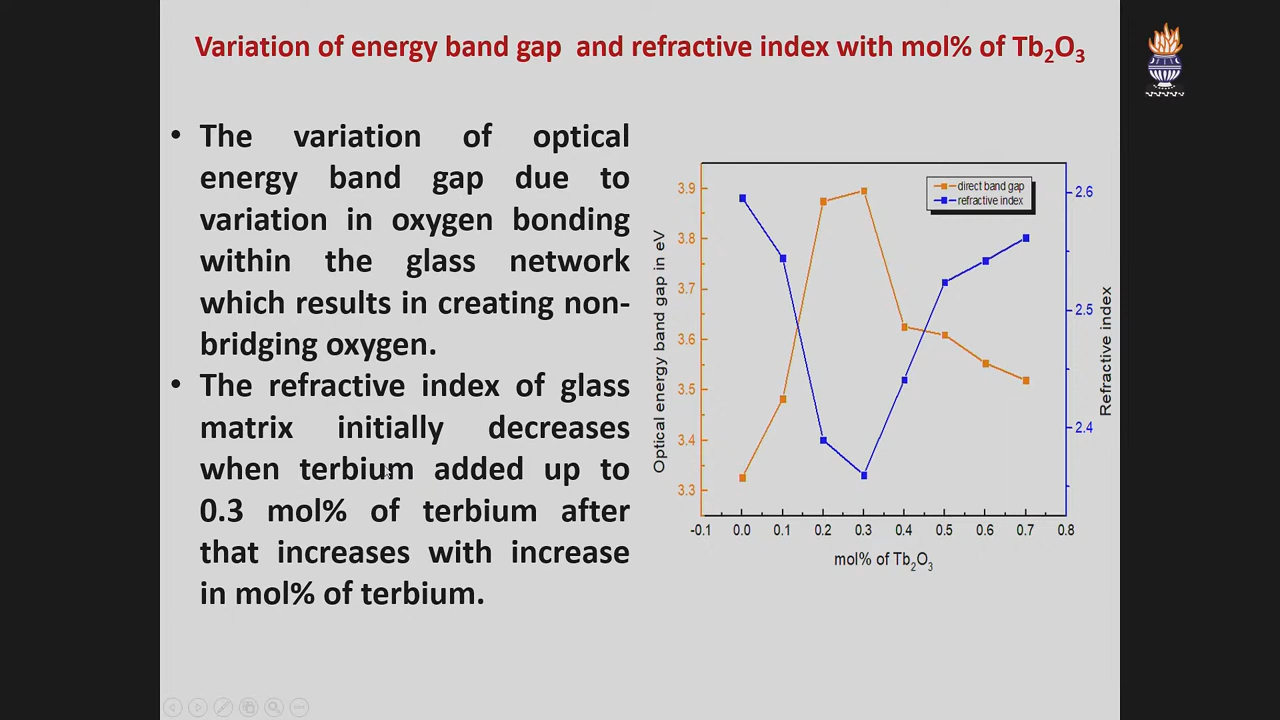 Variation of energy band gap and refractive index with mol% of Tb₂O₃
• The variation of optical
energy band gap due to
variation in oxygen bonding
within the glass network
which results in creating non-
bridging oxygen.
• The refractive index of glass
matrix initially decreases
when terbium added up to
0.3 mol% of terbium after
that increases with increase
in mol% of terbium.
direct band gap
refractive index
Optical energy band gap in eV
3.9
3.8
3.7
3.6
3.5
3.4
3.3
2.6
2.5
2.4
Refractive index
-0.1 0.0 0.1 0.2 0.3 0.4 0.5 0.6 0.7 0.8
mol% of Tb₂O₃